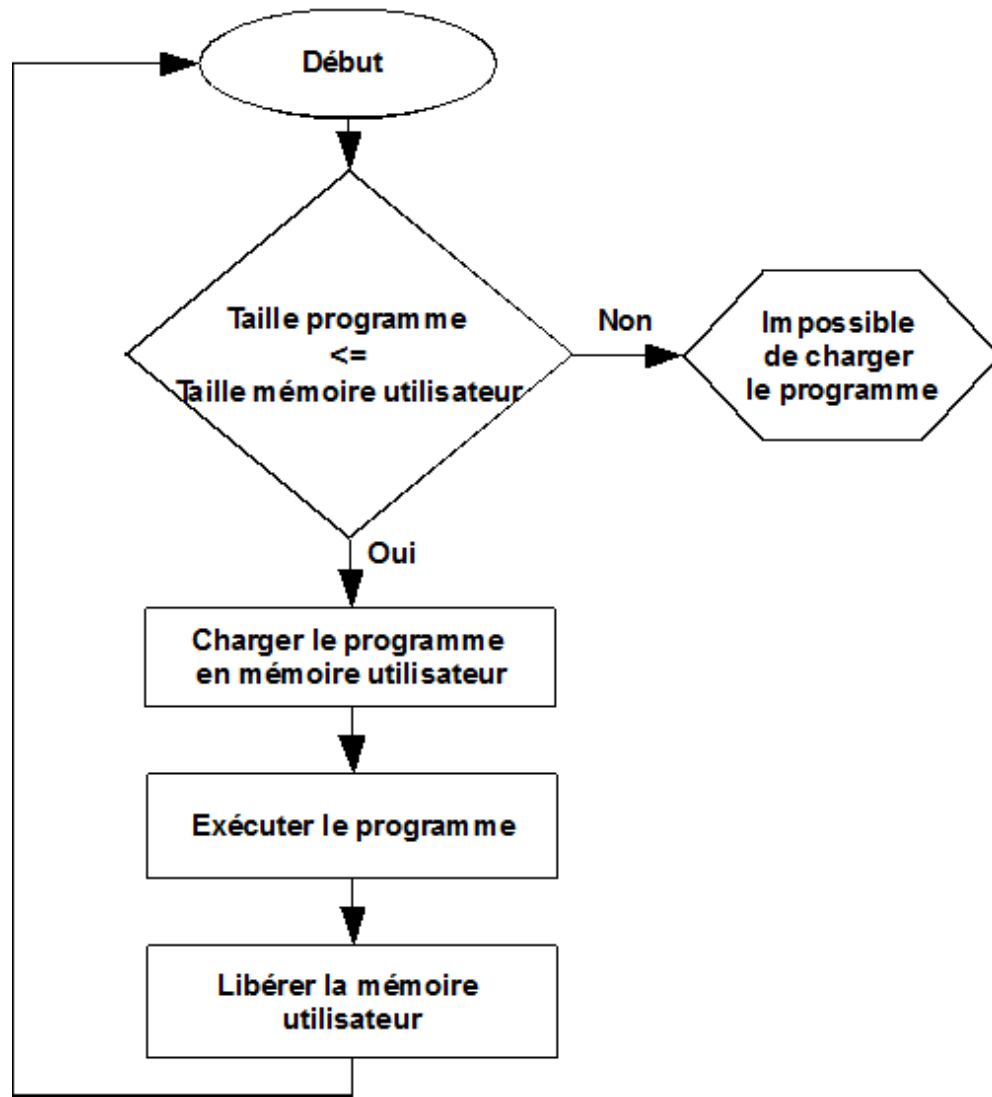 Début
Taille programme
<=
Taille mémoire utilisateur
Non
Impossible
de charger
le programme
Oui
Charger le programme
en mémoire utilisateur
Exécuter le programme
Libérer la mémoire
utilisateur